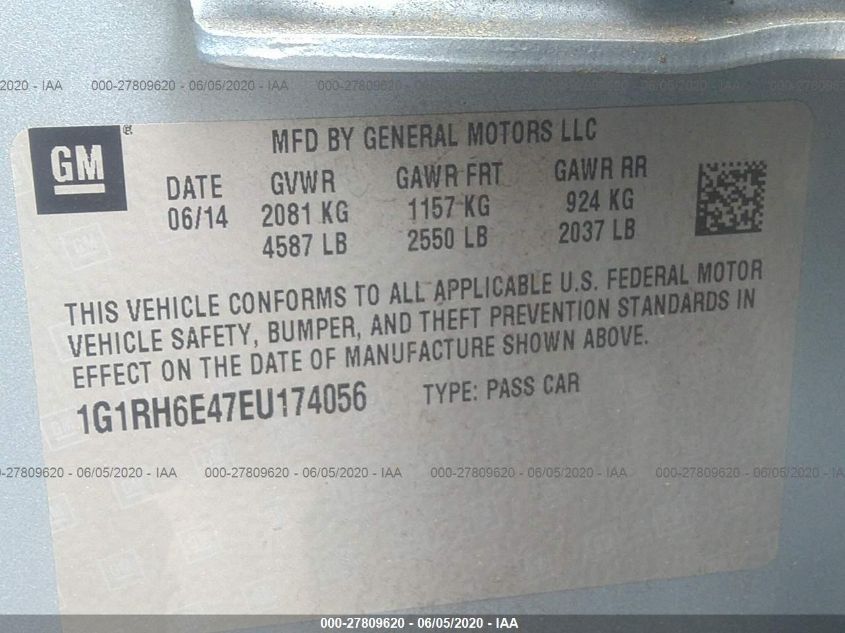 2020 - IAA 000-27809620 - 06/05/2020 - IAA
GM ®
MFD BY GENERAL MOTORS LLC
DATE GVWR GAWR FRT GAWR RR
06/14 2081 KG 1157 KG 924 KG
4587 LB 2550 LB 2037 LB
THIS VEHICLE CONFORMS TO ALL APPLICABLE U.S. FEDERAL MOTOR
VEHICLE SAFETY, BUMPER, AND THEFT PREVENTION STANDARDS IN
EFFECT ON THE DATE OF MANUFACTURE SHOWN ABOVE.
1G1RH6E47EU174056 TYPE: PASS CAR
06/05/2020 - IAA 000-27809620 - 06/05/2020 - IAA 000-27809620 - 06/05/2020 - IAA 000-27809620 - 06/05/2020
000-27809620 - 06/05/2020 - IAA